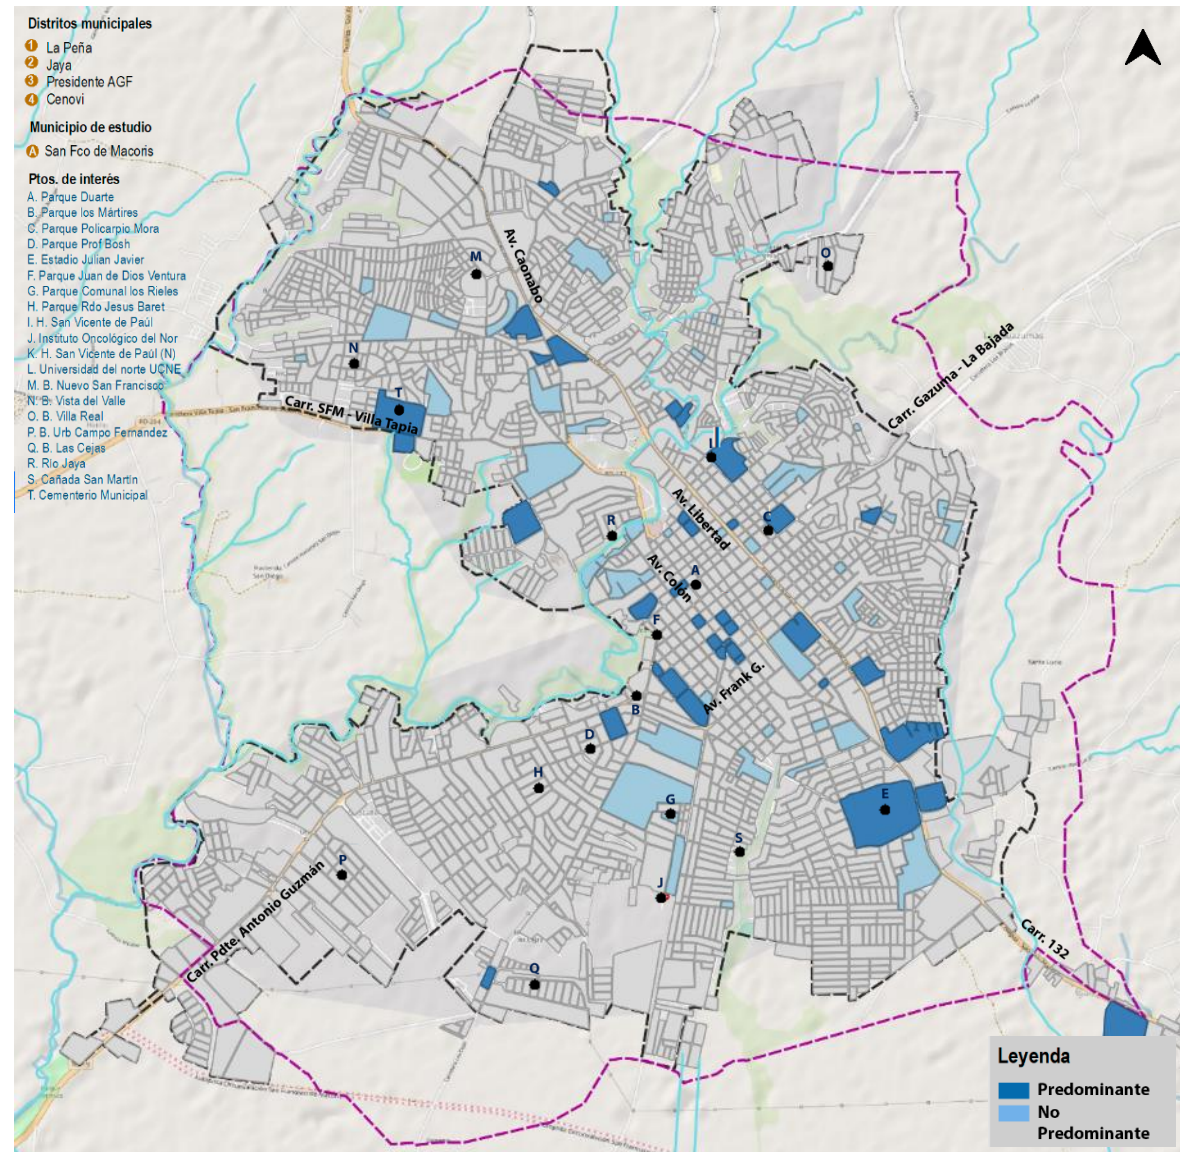 Distritos municipales
1 La Peña
2 Jaya
3 Presidente AGF
4 Cenovi
Municipio de estudio
A San Fco de Macoris
Ptos. de interés
A. Parque Duarte
B. Parque los Mártires
C. Parque Policarpio Mora
D. Parque Prof Bosh
E. Estadio Julian Javier
F. Parque Juan de Dios Ventura
G. Parque Comunal los Rieles
H. Parque Rdo Jesus Baret
I. H. San Vicente de Paúl
J. Instituto Oncológico del Nor
K. H. San Vicente de Paúl (N)
L. Universidad del norte UCNE
M. B. Nuevo San Francisco
N. B. Vista del Valle
O. B. Villa Real
P. B. Urb Campo Fernandez
Q. B. Las Cejas
R. Río Jaya
S. Cañada San Martín
T. Cementerio Municipal
Av. Caonabo
M
O
N
T
Carr. SFM - Villa Tapia
Carr. Gazuma - La Bajada
L
Av. Libertad
C
R
Av. Colón
A
F
Av. Frank G.
B
D
H
G
E
S
P
J
Q
Carr. Pdte. Antonio Guzmán
Carr. 132
Leyenda
Predominante
No
Predominante